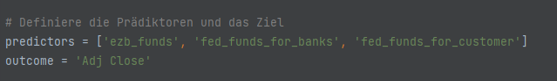 # Definiere die Prädiktoren und das Ziel
predictors = ['ezb_funds', 'fed_funds_for_banks', 'fed_funds_for_customer']
outcome = 'Adj Close'